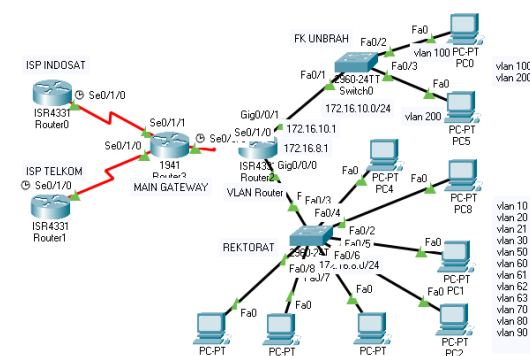 FK UNBRAH
Fa0
Fa0/2
vlan 100
PC-PT
PC0
ISP INDOSAT
Fa0/1
Fa0/3
2960-24TT
Switch0
Fa0
vlan 100
vlan 200
Se0/1/0
172.16.10.0/24
vlan 200
PC-PT
PC5
ISR4331
Router0
Se0/1/1
Gig0/0/1
172.16.10.1
Se0/1/0
172.16.8.1
ISP TELKOM
1941
Router3
Router2
Gig0/0/0
Fa0
Se0/1/0
MAIN GATEWAY
VLAN Router
Fa0/3
PC-PT
PC4
Fa0
ISR4331
Router1
Fa0/4
PC-PT
PC8
REKTORAT
Fa0/2
Fa0/5
Fa0
Fa0/6
Fa0/8
Fa0/7
PC-PT
PC1
Fa0
Fa0
Fa0
Fa0
PC-PT
PC-PT
PC-PT
PC-PT
PC2
vlan 10
vlan 20
vlan 21
vlan 30
vlan 50
vlan 60
vlan 61
vlan 62
vlan 63
vlan 70
vlan 80
vlan 90